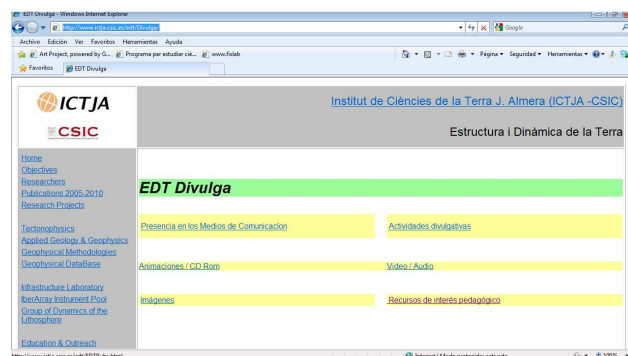 EDT Divulga - Windows Internet Explorer
http://www.ictja.csic.es/edt/Divulga/
Google
Archivo Edición Ver Favoritos Herramientas Ayuda
Art Project, powered by G... Programa per estudiar cie... www.fislab
Página Seguridad Herramientas
Favoritos EDT Divulga
ICTJA
CSIC
Institut de Ciències de la Terra J. Almera (ICTJA -CSIC)
Estructura i Dinàmica de la Terra
Home
Objectives
Researchers
Publications 2005-2010
Research Projects
Tectonophysics
Applied Geology & Geophysics
Geophysical Methodologies
Geophysical DataBase
Infrastructure Laboratory
IberArray Instrument Pool
Group of Dynamics of the
Lithosphere
Education & Outreach
EDT Divulga
Presencia en los Medios de Comunicacion
Actividades divulgativas
Animaciones / CD Rom
Video / Audio
Imágenes
Recursos de interés pedagógico
Internet | Modo protegido: activado
100%